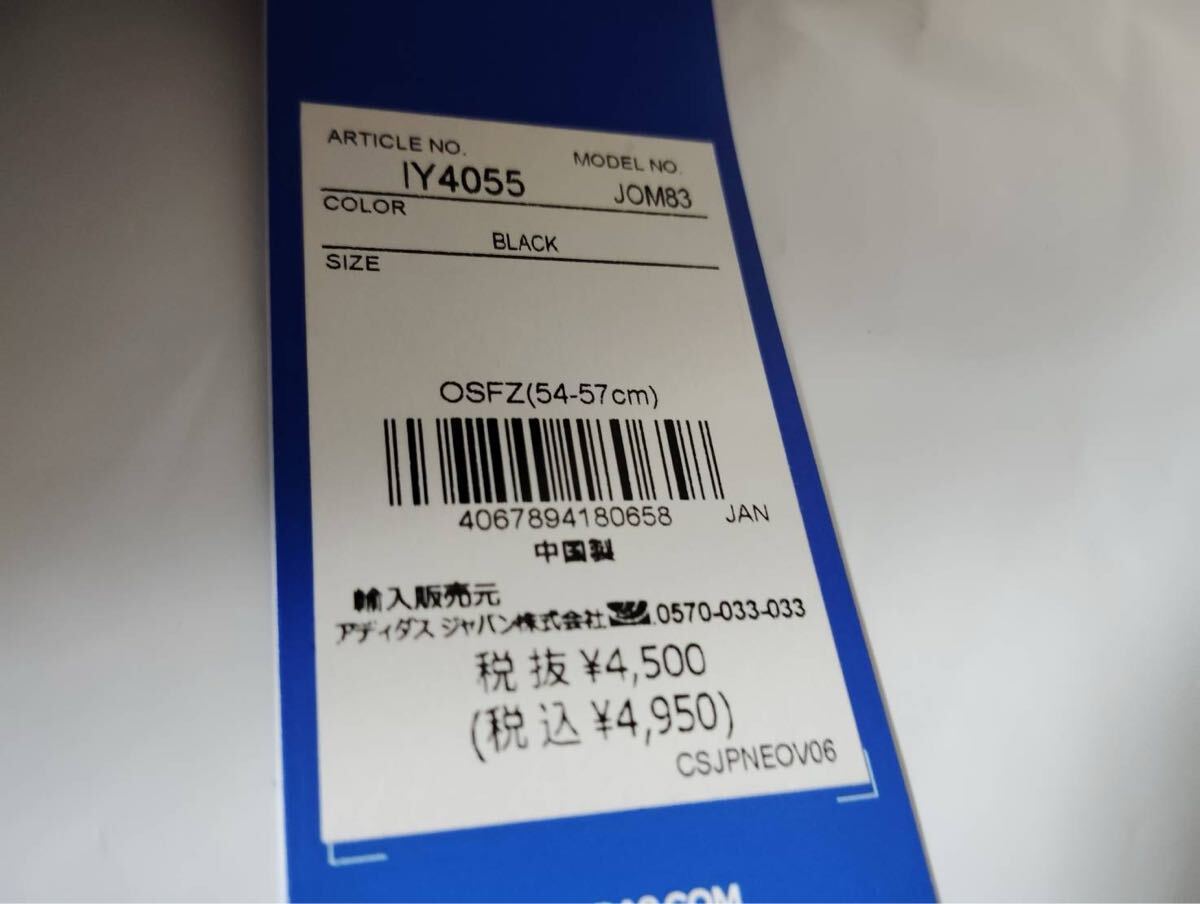 ARTICLE NO. MODEL NO.
IY4055 JOM83
COLOR
BLACK
SIZE
OSFZ(54-57cm)
4067894180658 JAN
中国製
輸入販売元
アディダス ジャパン株式会社 0570-033-033
税抜 ¥4,500
(税込 ¥4,950)
CSJPNEOV06
.COM